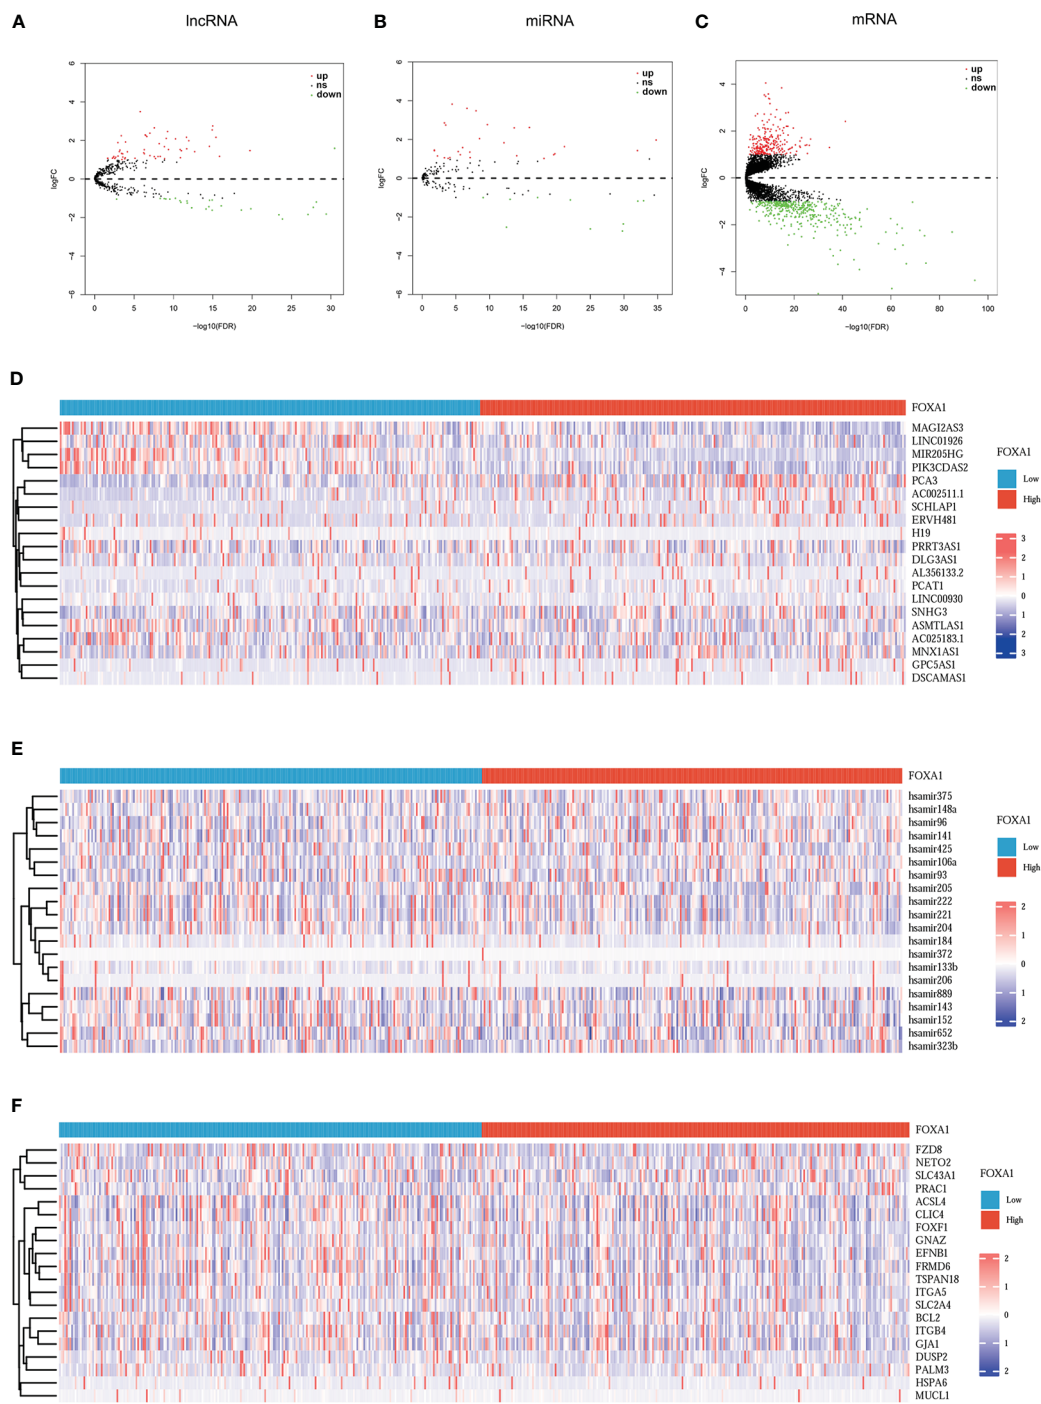 A
lncRNA
B
miRNA
C
mRNA
6
4
2
0
−2
−4
−6
logFC
up
ns
down
0
5
10
15
20
25
30
−log10(FDR)
6
4
2
0
−2
−4
−6
logFC
up
ns
down
0
5
10
15
20
25
30
35
−log10(FDR)
4
2
0
−2
−4
logFC
up
ns
down
0
20
40
60
80
100
−log10(FDR)
D
FOXA1
MAGI2AS3
LINC01926
MIR205HG
PIK3CDAS2
PCA3
AC002511.1
SCHLAP1
ERVH481
H19
PRRT3AS1
DLG3AS1
AL356133.2
PCAT1
LINC00930
SNHG3
ASMTLAS1
AC025183.1
MNX1AS1
GPC5AS1
DSCAMAS1
FOXA1
Low
High
3
2
1
0
1
2
3
E
FOXA1
hsamir375
hsamir148a
hsamir96
hsamir141
hsamir425
hsamir106a
hsamir93
hsamir205
hsamir222
hsamir221
hsamir204
hsamir184
hsamir372
hsamir133b
hsamir206
hsamir889
hsamir143
hsamir152
hsamir652
hsamir323b
FOXA1
Low
High
2
1
0
1
2
F
FOXA1
FZD8
NETO2
SLC43A1
PRAC1
ACSL4
CLIC4
FOXF1
GNAZ
EFNB1
FRMD6
TSPAN18
ITGA5
SLC2A4
BCL2
ITGB4
GJA1
DUSP2
PALM3
HSPA6
MUCL1
FOXA1
Low
High
2
1
0
1
2